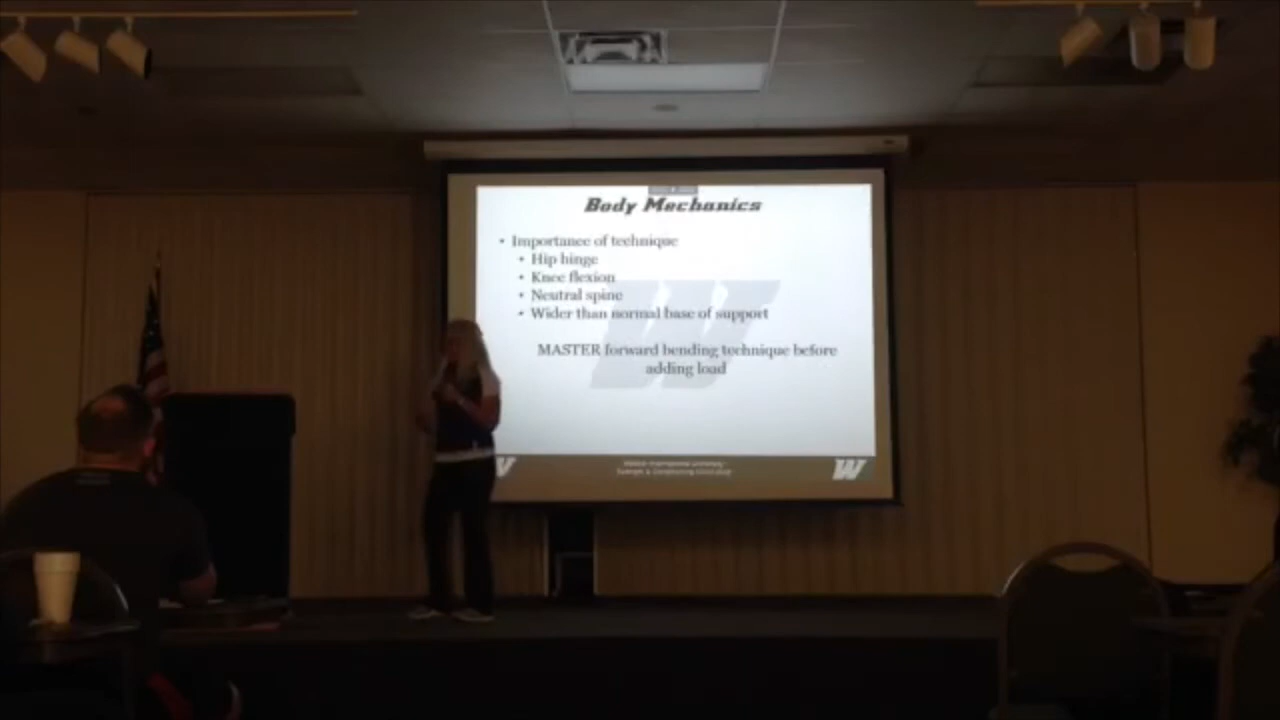 Body Mechanics
• Importance of technique
• Hip hinge
• Knee flexion
• Neutral spine
• Wider than normal base of support
MASTER forward bending technique before
adding load
W
W